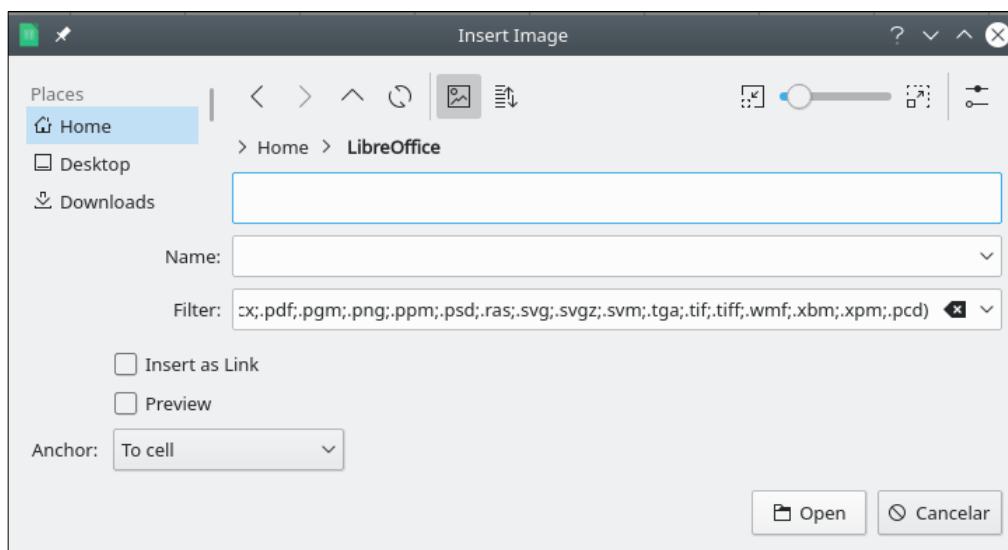 Insert Image
Places
Home
Desktop
Downloads
> Home > LibreOffice
Name:
Filter: cx;.pdf;.pgm;.png;.ppm;.psd;.ras;.svg;.svgz;.svm;.tga;.tif;.tiff;.wmf;.xbm;.xpm;.pcd)
Insert as Link
Preview
Anchor: To cell
Open Cancelar